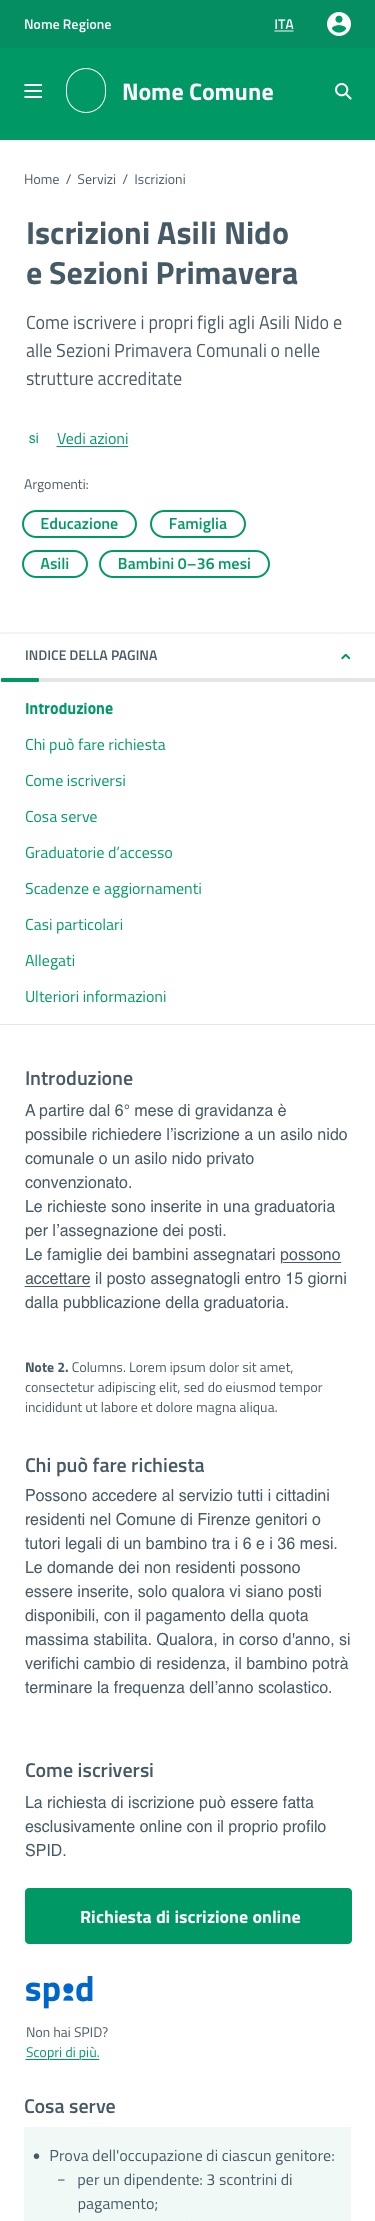 Nome Regione ITA
Nome Comune
Home / Servizi / Iscrizioni
Iscrizioni Asili Nido
e Sezioni Primavera
Come iscrivere i propri figli agli Asili Nido e
alle Sezioni Primavera Comunali o nelle
strutture accreditate
si Vedi azioni
Argomenti:
Educazione Famiglia
Asili Bambini 0–36 mesi
INDICE DELLA PAGINA
Introduzione
Chi può fare richiesta
Come iscriversi
Cosa serve
Graduatorie d’accesso
Scadenze e aggiornamenti
Casi particolari
Allegati
Ulteriori informazioni
Introduzione
A partire dal 6° mese di gravidanza è
possibile richiedere l’iscrizione a un asilo nido
comunale o un asilo nido privato
convenzionato.
Le richieste sono inserite in una graduatoria
per l’assegnazione dei posti.
Le famiglie dei bambini assegnatari possono
accettare il posto assegnatogli entro 15 giorni
dalla pubblicazione della graduatoria.
Note 2. Columns. Lorem ipsum dolor sit amet,
consectetur adipiscing elit, sed do eiusmod tempor
incididunt ut labore et dolore magna aliqua.
Chi può fare richiesta
Possono accedere al servizio tutti i cittadini
residenti nel Comune di Firenze genitori o
tutori legali di un bambino tra i 6 e i 36 mesi.
Le domande dei non residenti possono
essere inserite, solo qualora vi siano posti
disponibili, con il pagamento della quota
massima stabilita. Qualora, in corso d'anno, si
verifichi cambio di residenza, il bambino potrà
terminare la frequenza dell’anno scolastico.
Come iscriversi
La richiesta di iscrizione può essere fatta
esclusivamente online con il proprio profilo
SPID.
Richiesta di iscrizione online
spid
Non hai SPID?
Scopri di più.
Cosa serve
• Prova dell'occupazione di ciascun genitore:
– per un dipendente: 3 scontrini di
pagamento;